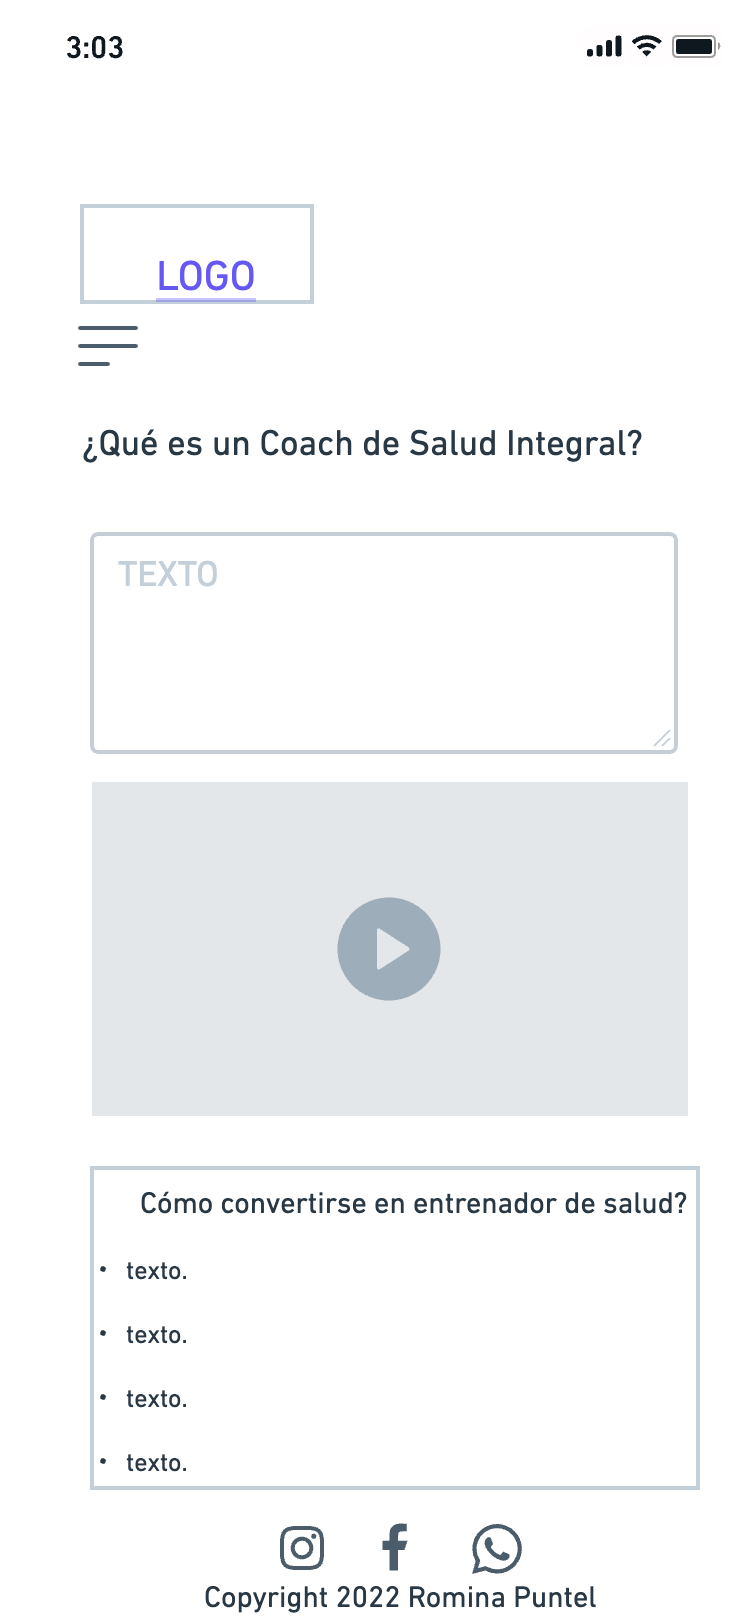 3:03
LOGO
¿Qué es un Coach de Salud Integral?
TEXTO
Cómo convertirse en entrenador de salud?
• texto.
• texto.
• texto.
• texto.
Copyright 2022 Romina Puntel